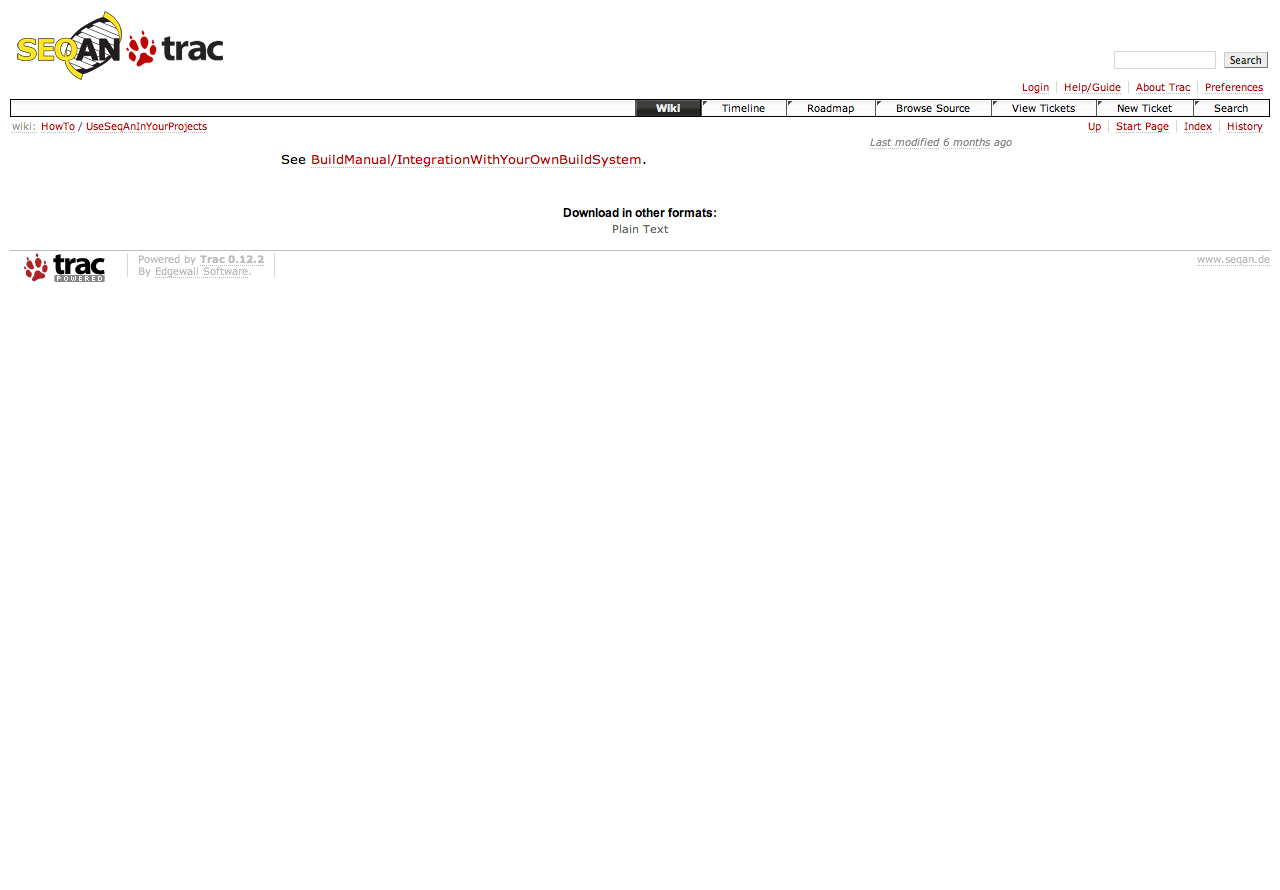 SEQAN trac
Search
Login Help/Guide About Trac Preferences
Wiki Timeline Roadmap Browse Source View Tickets New Ticket Search
wiki: HowTo / UseSeqAnInYourProjects Up Start Page Index History
Last modified 6 months ago
See BuildManual/IntegrationWithYourOwnBuildSystem.
Download in other formats:
Plain Text
trac POWERED
Powered by Trac 0.12.2
By Edgewall Software.
www.seqan.de